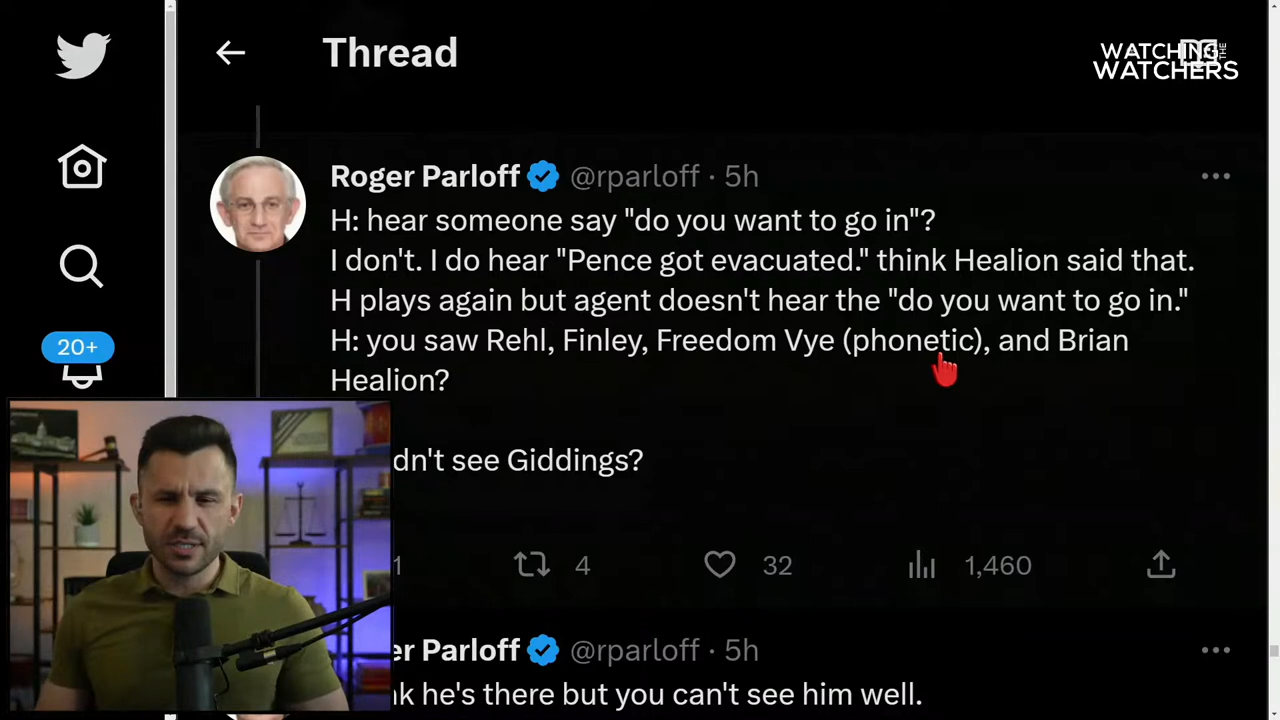 Thread
WATCHING THE
WATCHERS
Roger Parloff @rparloff · 5h
H: hear someone say "do you want to go in"?
I don't. I do hear "Pence got evacuated." think Healion said that.
H plays again but agent doesn't hear the "do you want to go in."
H: you saw Rehl, Finley, Freedom Vye (phonetic), and Brian
Healion?
20+
dn't see Giddings?
1 4 32 1,460
er Parloff @rparloff · 5h
k he's there but you can't see him well.